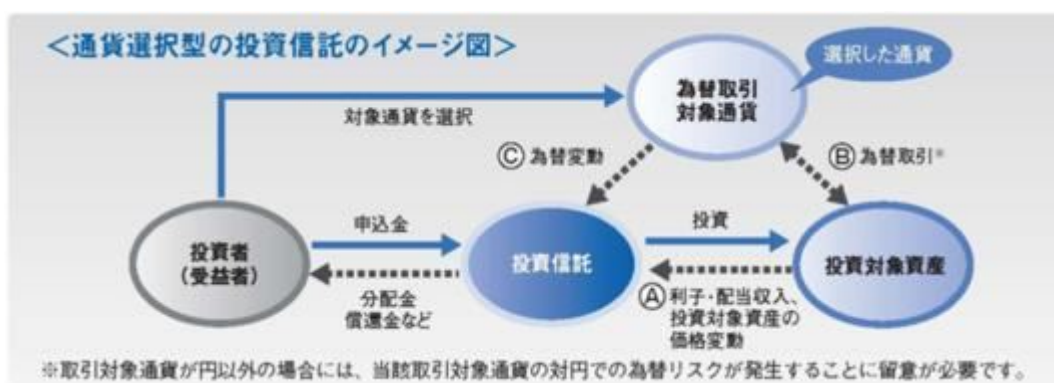 ＜通貨選択型の投資信託のイメージ図＞
選択した通貨
為替取引
対象通貨
対象通貨を選択
Ⓒ為替変動
Ⓑ為替取引※
投資者
（受益者）
申込金
投資信託
投資
投資対象資産
分配金
償還金など
Ⓐ利子・配当収入、
投資対象資産の
価格変動
※取引対象通貨が円以外の場合には、当該取引対象通貨の対円での為替リスクが発生することに留意が必要です。